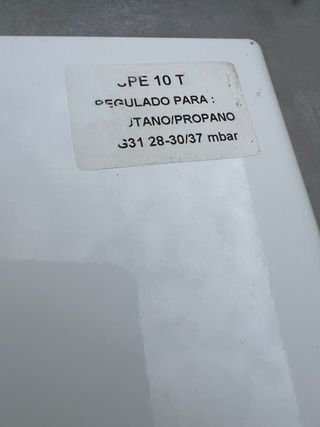 PE 10 T
REGULADO PARA :
UTANO/PROPANO
G31 28-30/37 mbar